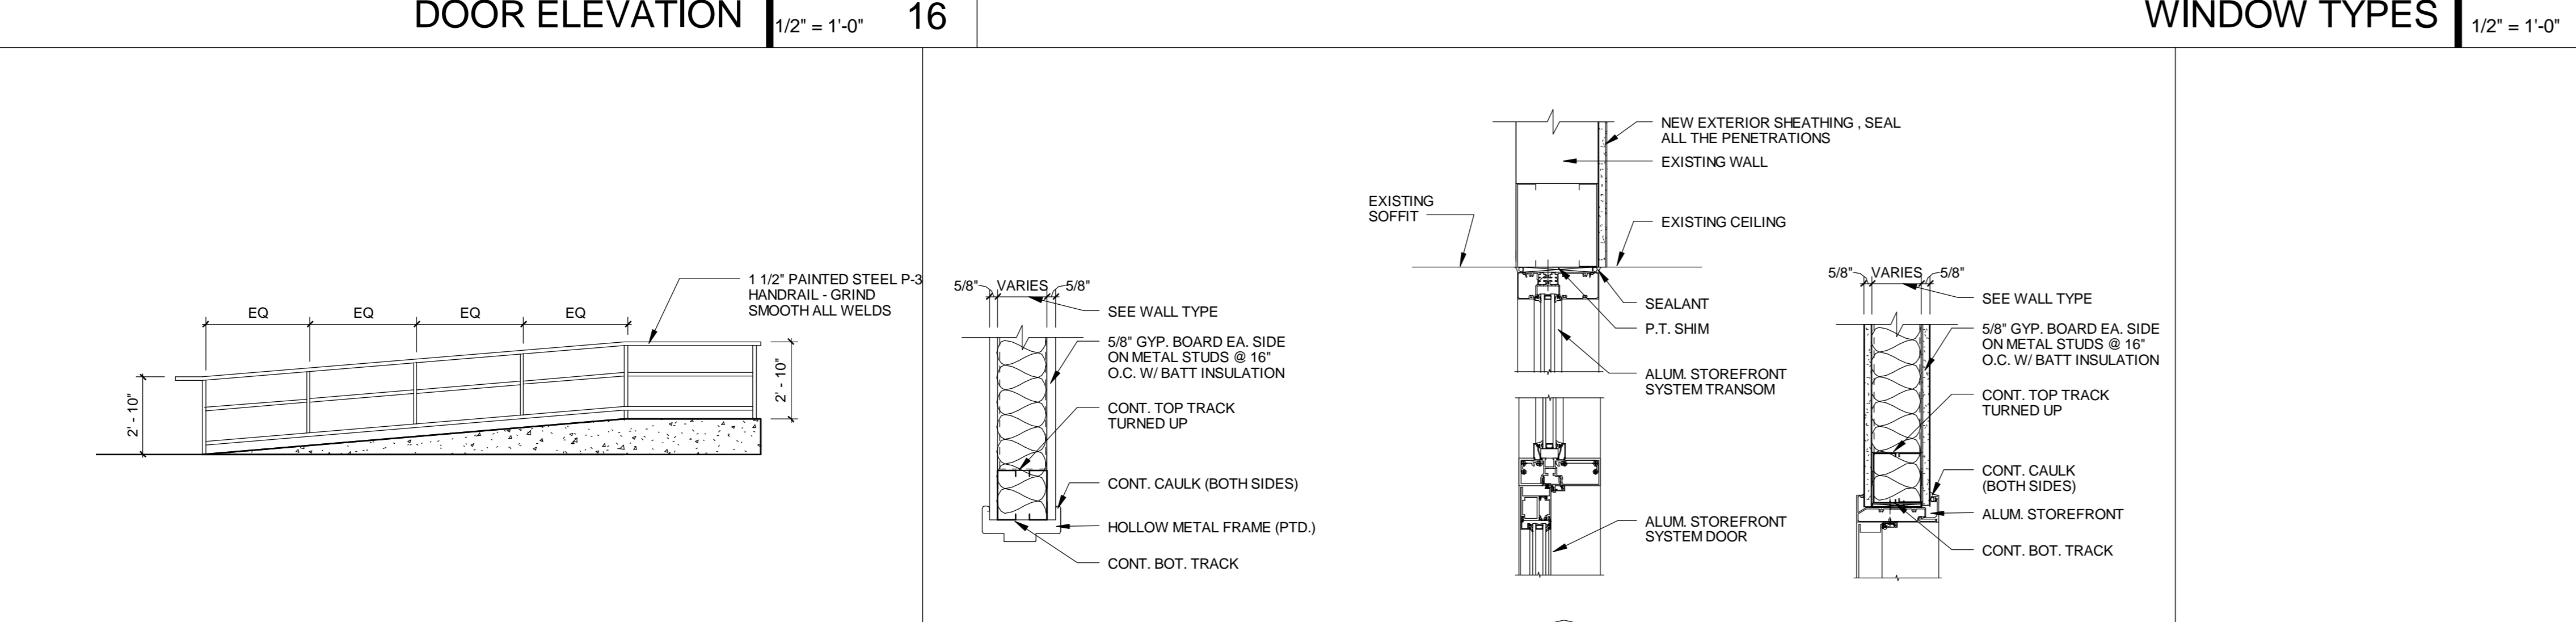 DOOR ELEVATION
1/2" = 1'-0"
16
WINDOW TYPES
1/2" = 1'-0"
EQ
EQ
EQ
EQ
1 1/2" PAINTED STEEL P-3
HANDRAIL - GRIND
SMOOTH ALL WELDS
2' - 10"
2' - 10"
5/8"
VARIES
5/8"
SEE WALL TYPE
5/8" GYP. BOARD EA. SIDE
ON METAL STUDS @ 16"
O.C. W/ BATT INSULATION
CONT. TOP TRACK
TURNED UP
CONT. CAULK (BOTH SIDES)
HOLLOW METAL FRAME (PTD.)
CONT. BOT. TRACK
NEW EXTERIOR SHEATHING , SEAL
ALL THE PENETRATIONS
EXISTING WALL
EXISTING
SOFFIT
EXISTING CEILING
SEALANT
P.T. SHIM
ALUM. STOREFRONT
SYSTEM TRANSOM
ALUM. STOREFRONT
SYSTEM DOOR
5/8"
VARIES
5/8"
SEE WALL TYPE
5/8" GYP. BOARD EA. SIDE
ON METAL STUDS @ 16"
O.C. W/ BATT INSULATION
CONT. TOP TRACK
TURNED UP
CONT. CAULK
(BOTH SIDES)
ALUM. STOREFRONT
CONT. BOT. TRACK